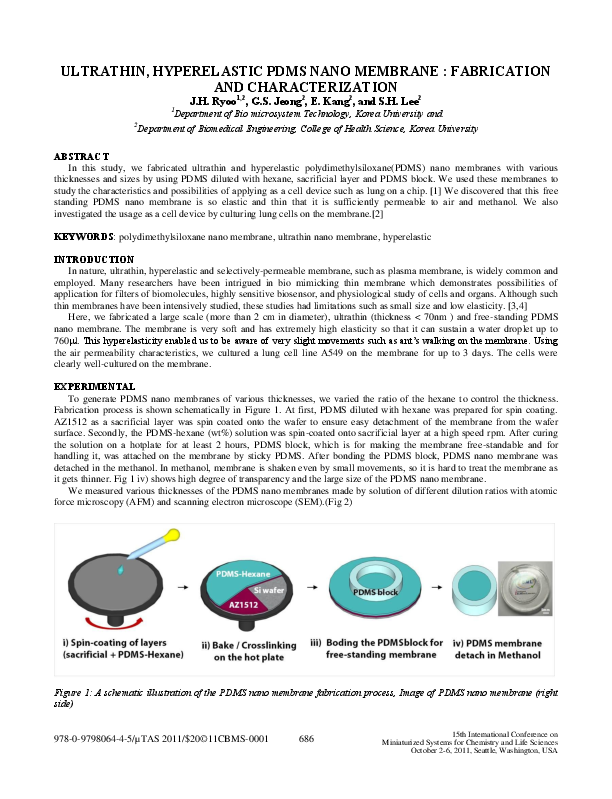 ULTRATHIN, HYPERELASTIC PDMS NANO MEMBRANE : FABRICATION
AND CHARACTERIZATION
J.H. Ryoo1,2, G.S. Jeong2, E. Kang2, and S.H. Lee2
1Department of Bio microsystem Technology, Korea University and
2Department of Biomedical Engineering, College of Health Science, Korea University
ABSTRACT
In this study, we fabricated ultrathin and hyperelastic polydimethylsiloxane(PDMS) nano membranes with various
thicknesses and sizes by using PDMS diluted with hexane, sacrificial layer and PDMS block. We used these membranes to
study the characteristics and possibilities of applying as a cell device such as lung on a chip. [1] We discovered that this free
standing PDMS nano membrane is so elastic and thin that it is sufficiently permeable to air and methanol. We also
investigated the usage as a cell device by culturing lung cells on the membrane.[2]
KEYWORDS: polydimethylsiloxane nano membrane, ultrathin nano membrane, hyperelastic
INTRODUCTION
In nature, ultrathin, hyperelastic and selectively-permeable membrane, such as plasma membrane, is widely common and
employed. Many researchers have been intrigued in bio mimicking thin membrane which demonstrates possibilities of
application for filters of biomolecules, highly sensitive biosensor, and physiological study of cells and organs. Although such
thin membranes have been intensively studied, these studies had limitations such as small size and low elasticity. [3,4]
Here, we fabricated a large scale (more than 2 cm in diameter), ultrathin (thickness < 70nm ) and free-standing PDMS
nano membrane. The membrane is very soft and has extremely high elasticity so that it can sustain a water droplet up to
760µl. This hyperelasticity enabled us to be aware of very slight movements such as ant's walking on the membrane. Using
the air permeability characteristics, we cultured a lung cell line A549 on the membrane for up to 3 days. The cells were
clearly well-cultured on the membrane.
EXPERIMENTAL
To generate PDMS nano membranes of various thicknesses, we varied the ratio of the hexane to control the thickness.
Fabrication process is shown schematically in Figure 1. At first, PDMS diluted with hexane was prepared for spin coating.
AZ1512 as a sacrificial layer was spin coated onto the wafer to ensure easy detachment of the membrane from the wafer
surface. Secondly, the PDMS-hexane (wt%) solution was spin-coated onto sacrificial layer at a high speed rpm. After curing
the solution on a hotplate for at least 2 hours, PDMS block, which is for making the membrane free-standable and for
handling it, was attached on the membrane by sticky PDMS. After bonding the PDMS block, PDMS nano membrane was
detached in the methanol. In methanol, membrane is shaken even by small movements, so it is hard to treat the membrane as
it gets thinner. Fig 1 iv) shows high degree of transparency and the large size of the PDMS nano membrane.
We measured various thicknesses of the PDMS nano membranes made by solution of different dilution ratios with atomic
force microscopy (AFM) and scanning electron microscope (SEM).(Fig 2)
PDMS-Hexane
Si wafer
AZ1512
PDMS block
i) Spin-coating of layers
(sacrificial + PDMS-Hexane)
ii) Bake / Crosslinking
on the hot plate
iii) Boding the PDMSblock for
free-standing membrane
iv) PDMS membrane
detach in Methanol
Figure 1: A schematic illustration of the PDMS nano membrane fabrication process, Image of PDMS nano membrane (right
side)
978-0-9798064-4-5/µTAS 2011/$20©11CBMS-0001
686
15th International Conference on
Miniaturized Systems for Chemistry and Life Sciences
October 2-6, 2011, Seattle, Washington, USA